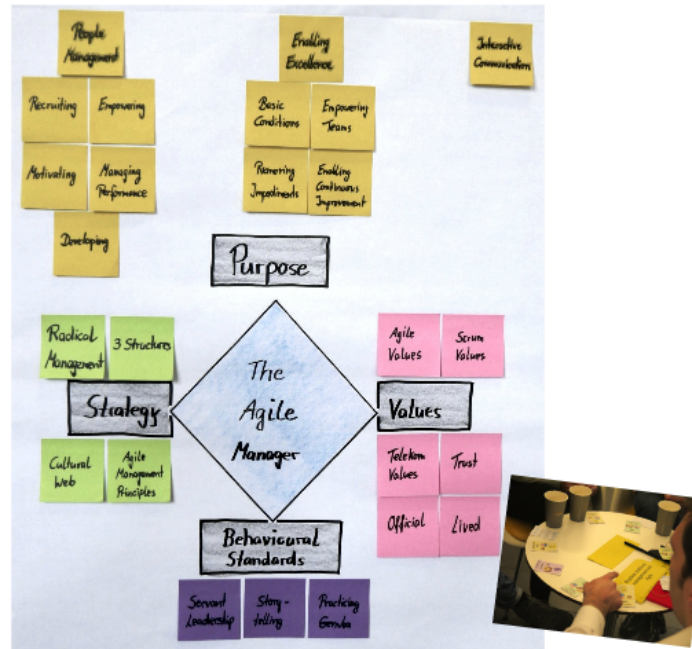 People
Management
Enabling
Excellence
Interactive
Communication
Recruiting
Empowering
Basic
Conditions
Empowering
Teams
Motivating
Managing
Performance
Removing
Impediments
Enabling
Continuous
Improvement
Developing
Purpose
Radical
Management
3 Structures
Agile
Values
Scrum
Values
The
Agile
Manager
Strategy
Values
Cultural
Web
Agile
Management
Principles
Telekom
Values
Trust
Official
Lived
Behavioural
Standards
Servant
Leadership
Story-
telling
Practicing
Gemba